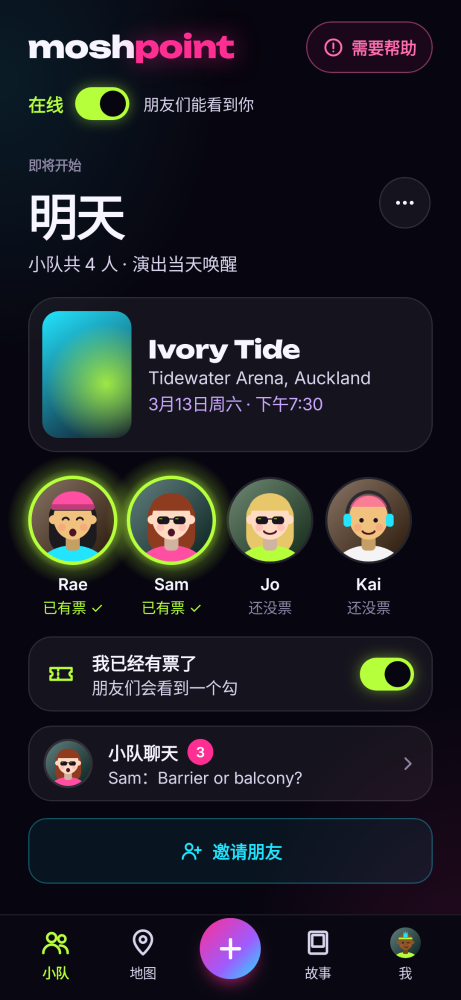 moshpoint
需要帮助
在线
朋友们能看到你
即将开始
明天
小队共 4 人 · 演出当天唤醒
Ivory Tide
Tidewater Arena, Auckland
3月13日周六 · 下午7:30
Rae
已有票 ✓
Sam
已有票 ✓
Jo
还没票
Kai
还没票
我已经有票了
朋友们会看到一个勾
小队聊天 3
Sam：Barrier or balcony?
邀请朋友
小队
地图
故事
我